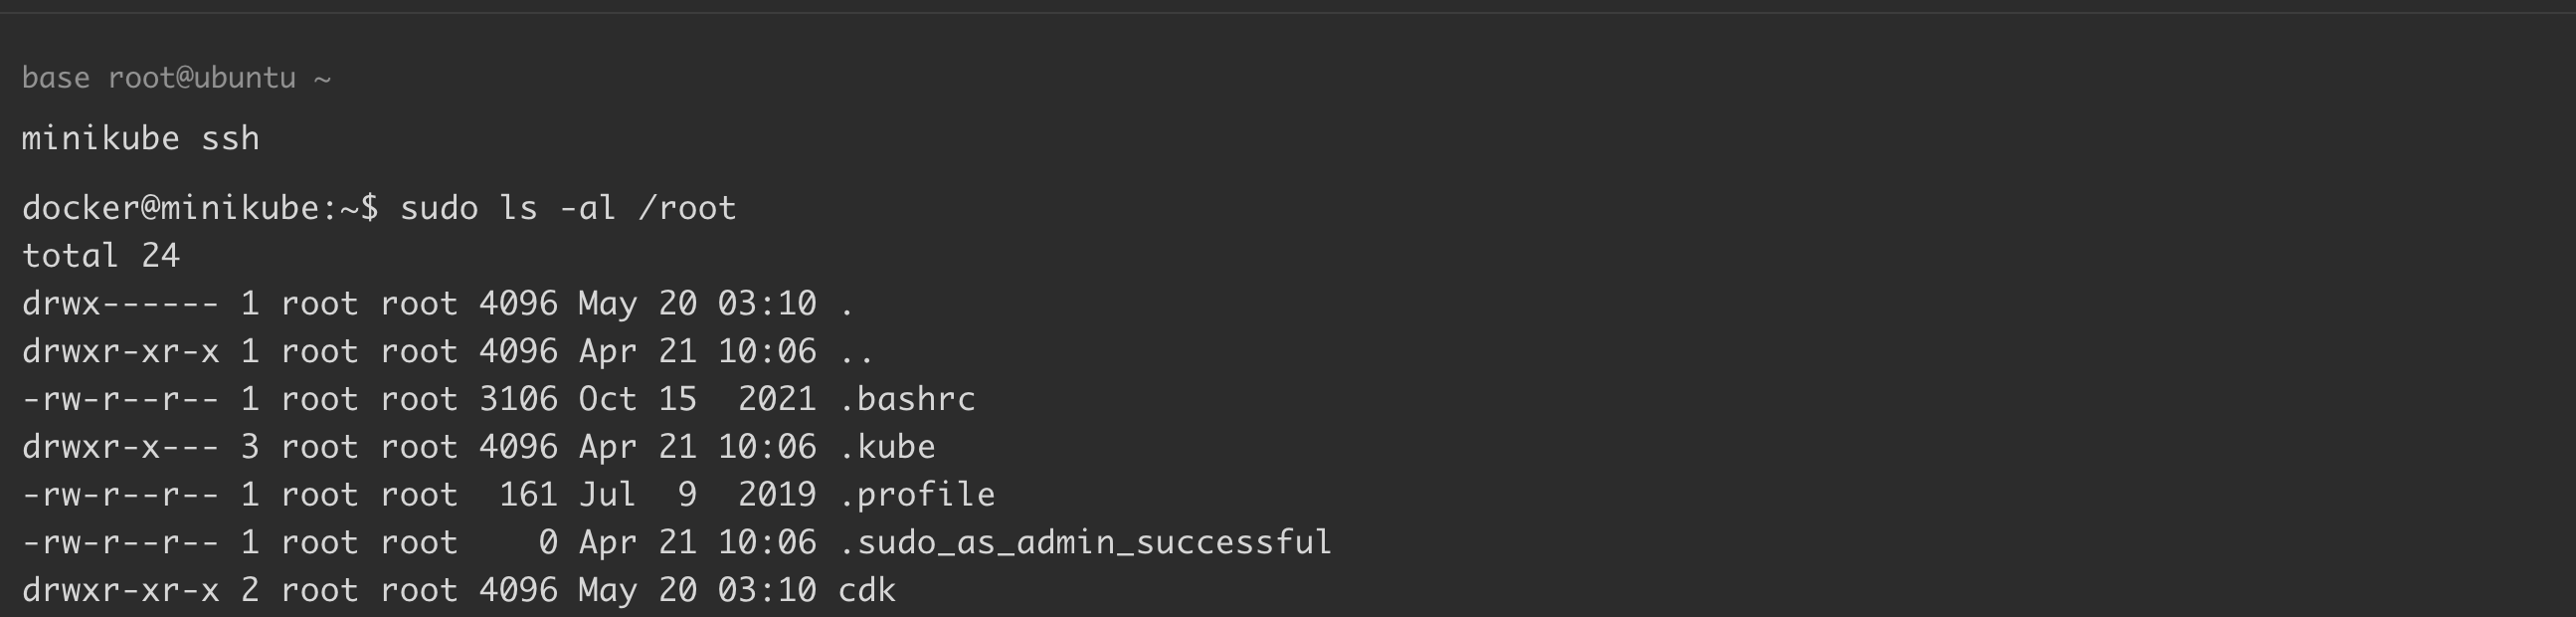 base root@ubuntu ~
minikube ssh
docker@minikube:~$ sudo ls -al /root
total 24
drwx------ 1 root root 4096 May 20 03:10 .
drwxr-xr-x 1 root root 4096 Apr 21 10:06 ..
-rw-r--r-- 1 root root 3106 Oct 15  2021 .bashrc
drwxr-x--- 3 root root 4096 Apr 21 10:06 .kube
-rw-r--r-- 1 root root  161 Jul  9  2019 .profile
-rw-r--r-- 1 root root    0 Apr 21 10:06 .sudo_as_admin_successful
drwxr-xr-x 2 root root 4096 May 20 03:10 cdk